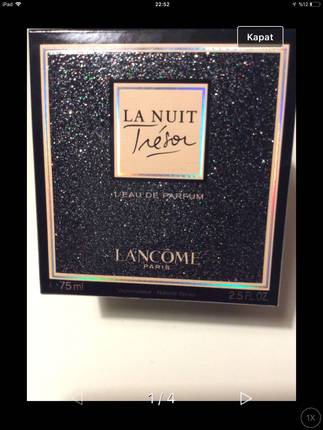 iPad
22:52
%12
Kapat
LA NUIT
Trésor
L'EAU DE PARFUM
LANCÔME
PARIS
75 ml
2.5 FL.OZ.
1 / 4
1X